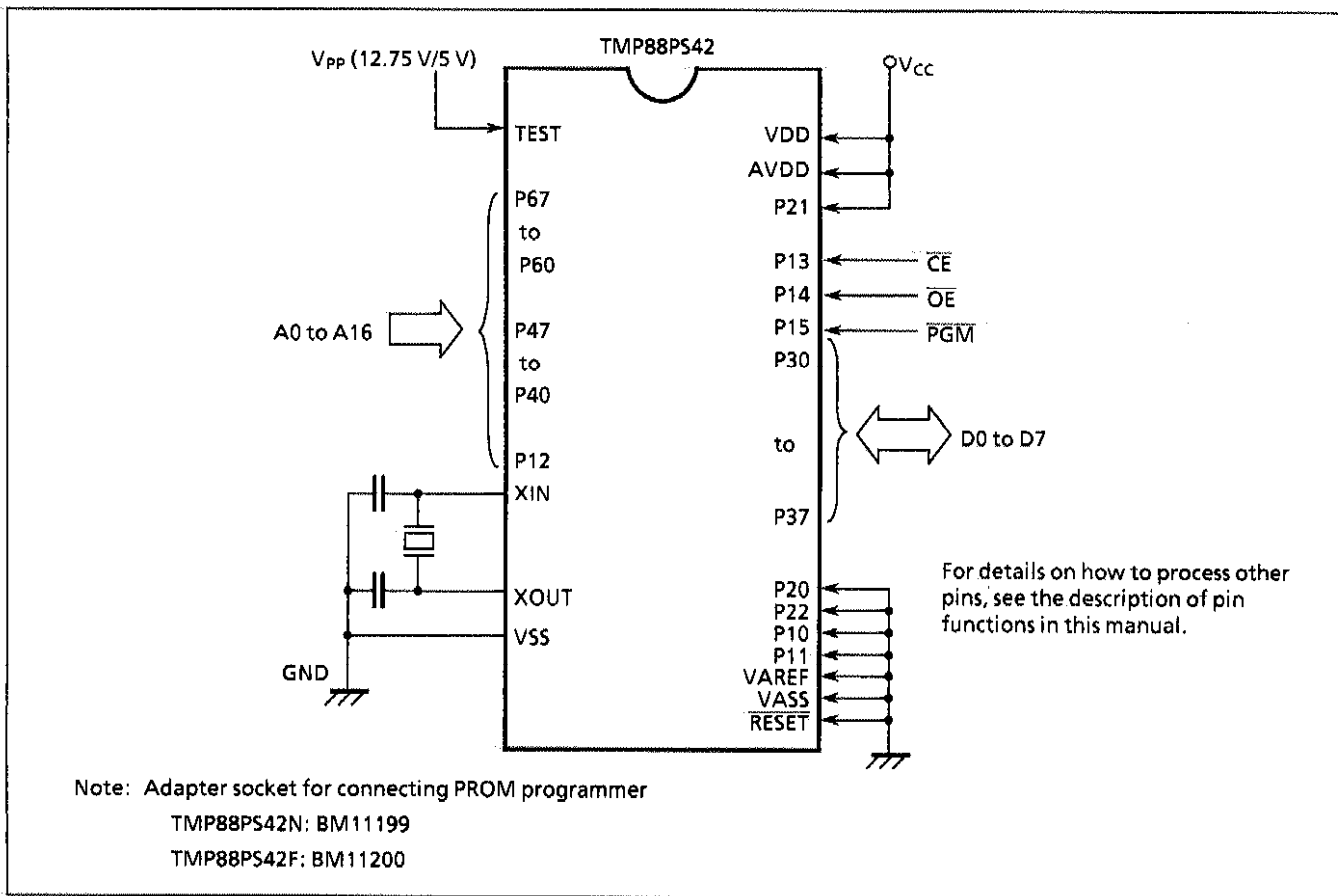 TMP88PS42
VPP (12.75 V/5 V)
VCC
TEST
VDD
AVDD
P21
P67
to
P60
P13
CE
P14
OE
A0 to A16
P47
to
P40
P15
PGM
P30
to
D0 to D7
P12
XIN
P37
XOUT
VSS
GND
P20
P22
P10
P11
VAREF
VASS
RESET
For details on how to process other
pins, see the description of pin
functions in this manual.
Note: Adapter socket for connecting PROM programmer
TMP88PS42N: BM11199
TMP88PS42F: BM11200